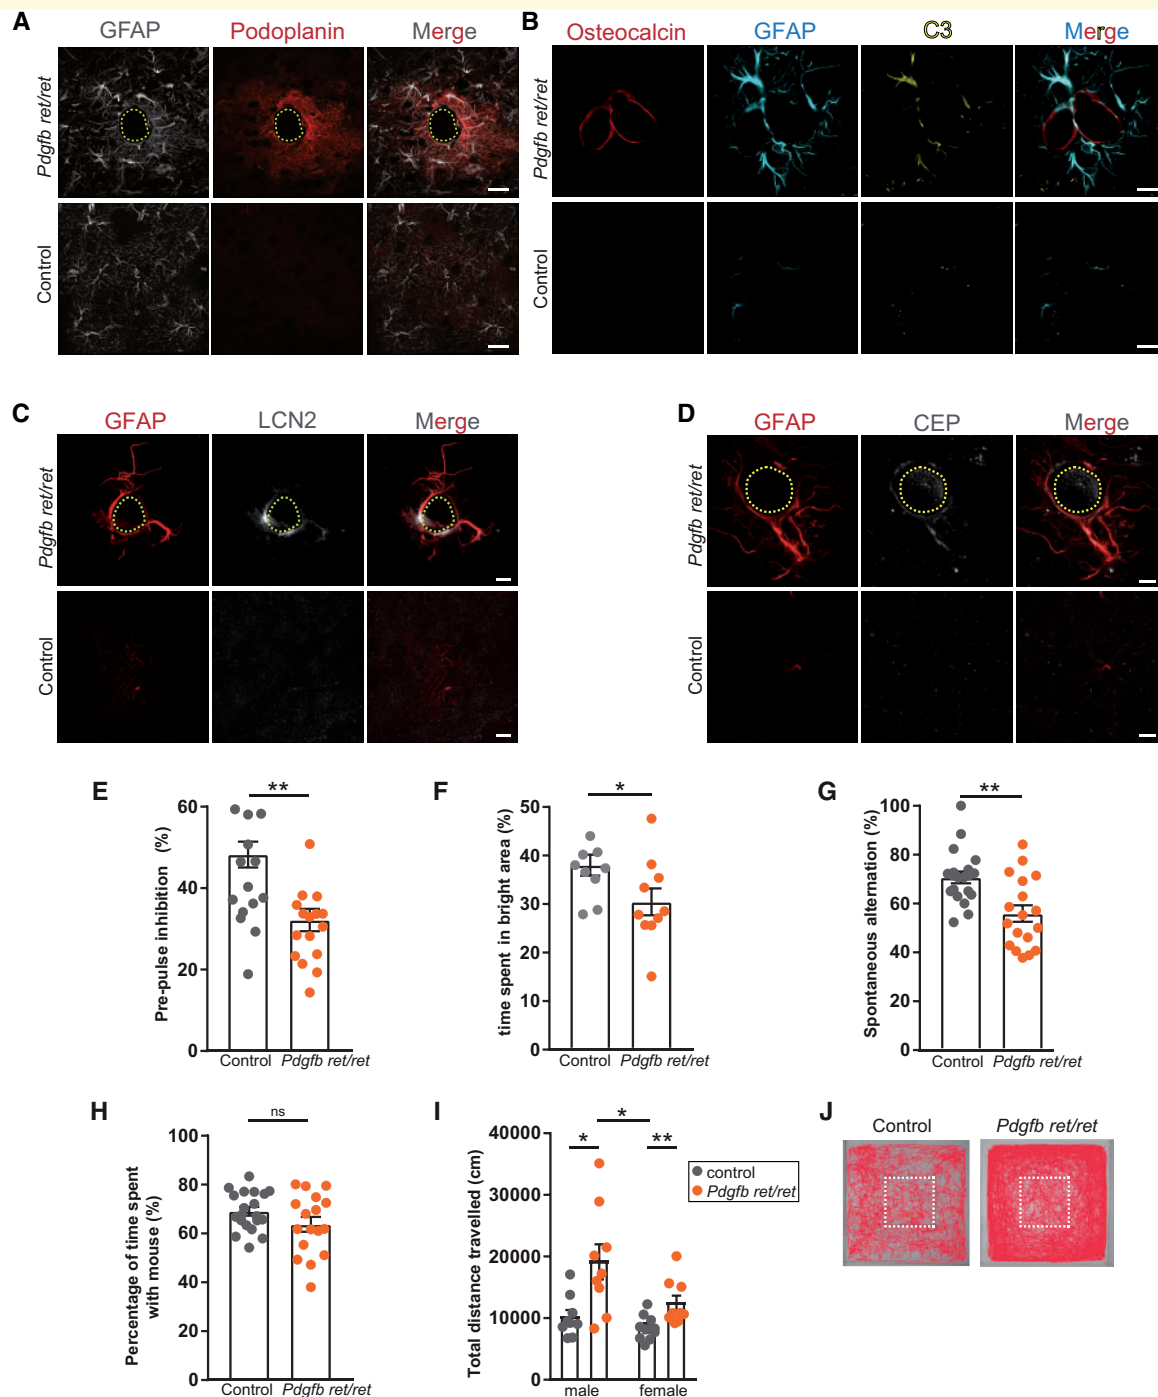 A
GFAP
Podoplanin
Merge
Pdgfb ret/ret
Control
B
Osteocalcin
GFAP
C3
Merge
Pdgfb ret/ret
Control
C
GFAP
LCN2
Merge
Pdgfb ret/ret
Control
D
GFAP
CEP
Merge
Pdgfb ret/ret
Control
E
**
Pre-pulse inhibition (%)
60
40
20
0
Control
Pdgfb ret/ret
F
*
time spent in bright area (%)
50
40
30
20
10
0
Control
Pdgfb ret/ret
G
**
Spontaneous alternation (%)
100
80
60
40
20
0
Control
Pdgfb ret/ret
H
ns
Percentage of time spent
with mouse (%)
100
80
60
40
20
0
Control
Pdgfb ret/ret
I
*
*
**
Total distance travelled (cm)
40000
30000
20000
10000
0
male
female
control
Pdgfb ret/ret
J
Control
Pdgfb ret/ret